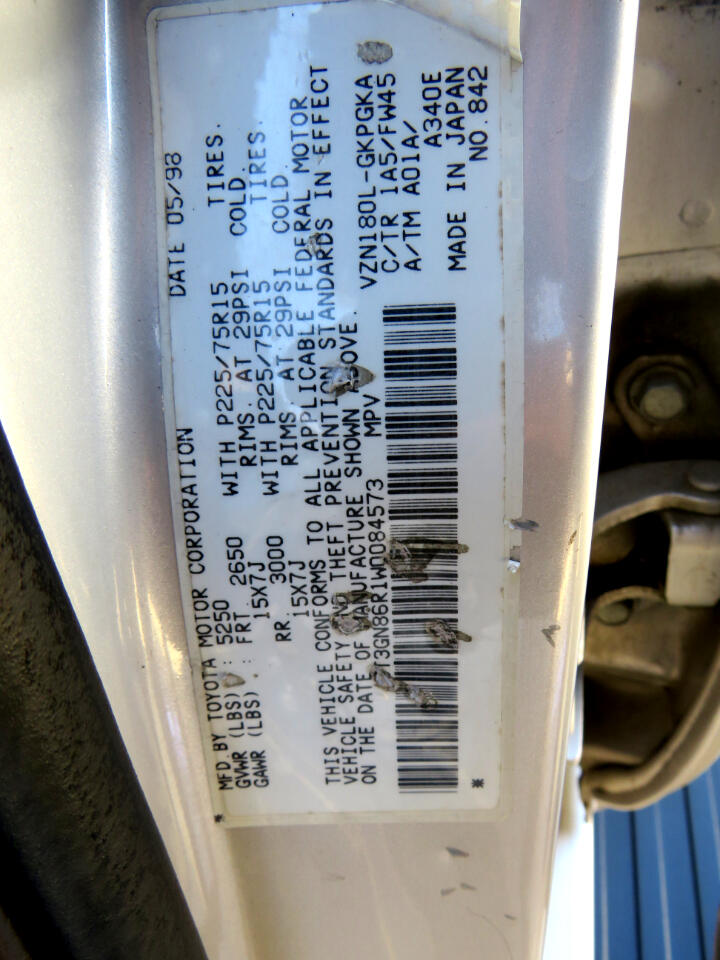 MFD. BY TOYOTA MOTOR CORPORATION DATE 05/98
GVWR (LBS) : 5250
GAWR (LBS) : FRT. 2650 WITH P225/75R15 TIRES.
15X7J RIMS. AT 29PSI COLD.
RR. 3000 WITH P225/75R15 TIRES.
15X7J RIMS AT 29PSI COLD.
THIS VEHICLE CONFORMS TO ALL APPLICABLE FEDERAL MOTOR
VEHICLE SAFETY AND THEFT PREVENTION STANDARDS IN EFFECT
ON THE DATE OF MANUFACTURE SHOWN ABOVE.
T3GN86R1W0084573 MPV
VZN180L-GKPGKA
C/TR 1A5/FW45
A/TM A01A/
A340E
MADE IN JAPAN
NO.842